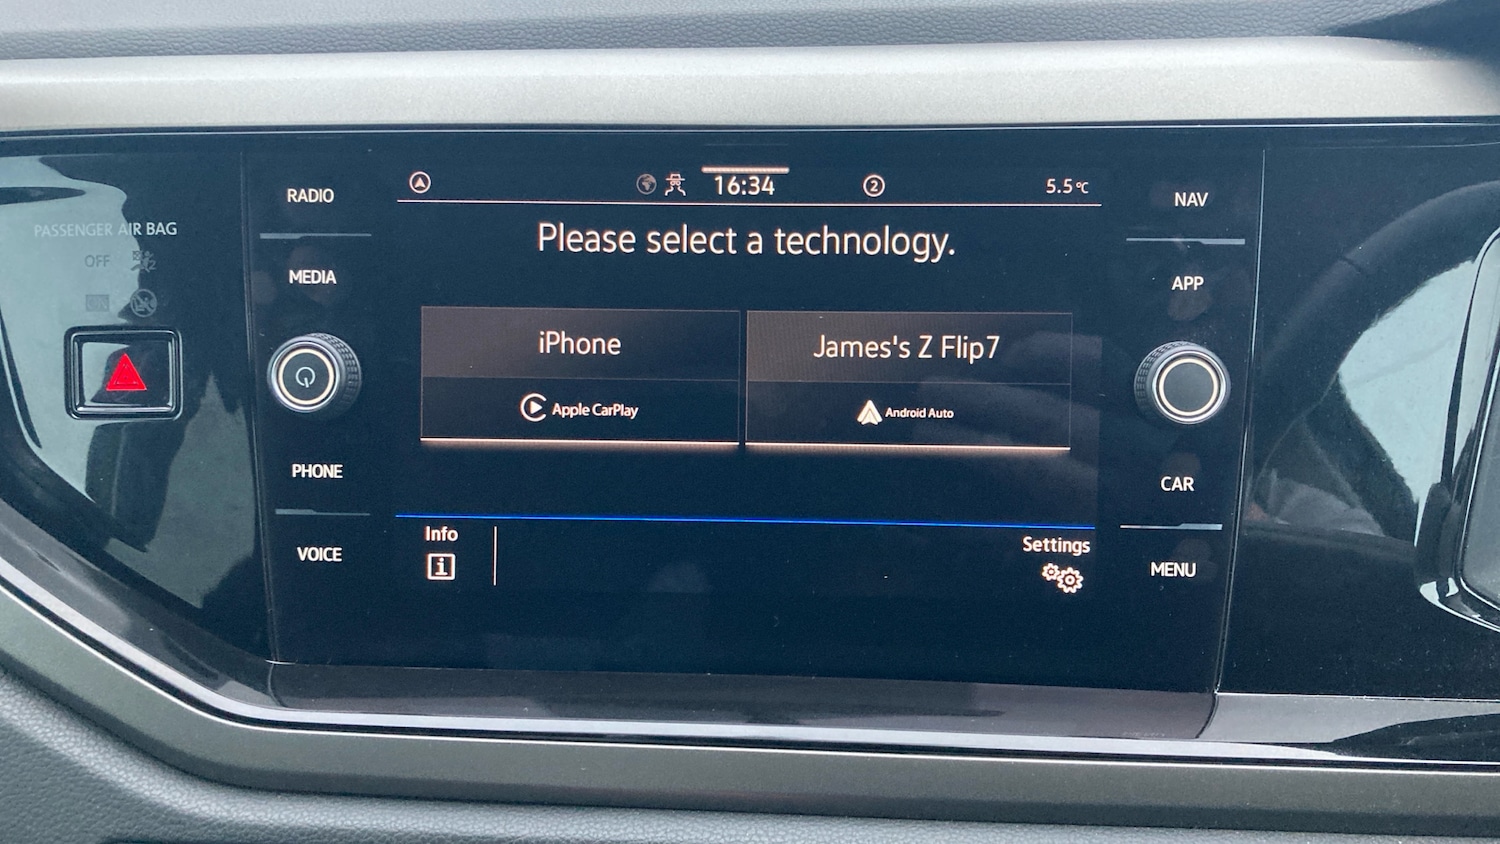 PASSENGER AIR BAG
OFF
RADIO
MEDIA
PHONE
VOICE
16:34
2
5.5°C
Please select a technology.
iPhone
Apple CarPlay
James's Z Flip7
Android Auto
Info
i
Settings
NAV
APP
CAR
MENU